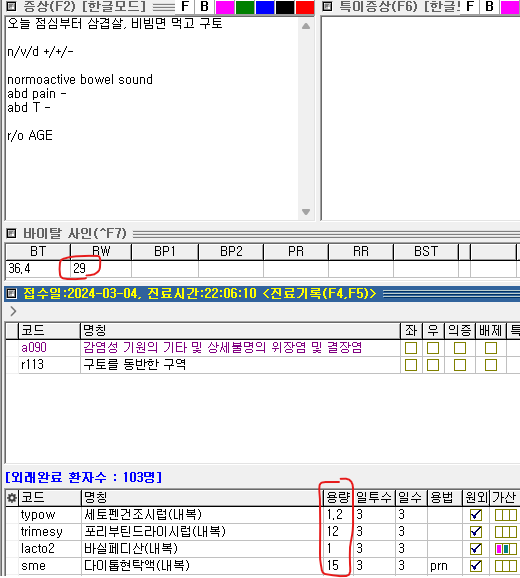 증상(F2) [한글모드] F B
특이증상(F6) [한글! F B
오늘 점심부터 삼겹살, 비빔면 먹고 구토
n/v/d +/+/-
normoactive bowel sound
abd pain -
abd T -
r/o AGE
바이탈 사인(^F7)
BT BW BP1 BP2 PR RR BST
36.4 29
접수일:2024-03-04, 진료시간:22:06:10 <진료기록(F4,F5)>
코드 명칭 좌 우 의증 배제 특
a090 감염성 기원의 기타 및 상세불명의 위장염 및 결장염
r113 구토를 동반한 구역
[외래완료 환자수 : 103명]
코드 명칭 용량 일투수 일수 용법 원외 가산
typow 세토펜건조시럽(내복) 1.2 3 3
trimesy 포리부틴드라이시럽(내복) 12 3 3
lacto2 바실페디산(내복) 1 3 3
sme 다이톱현탁액(내복) 15 3 3 prn